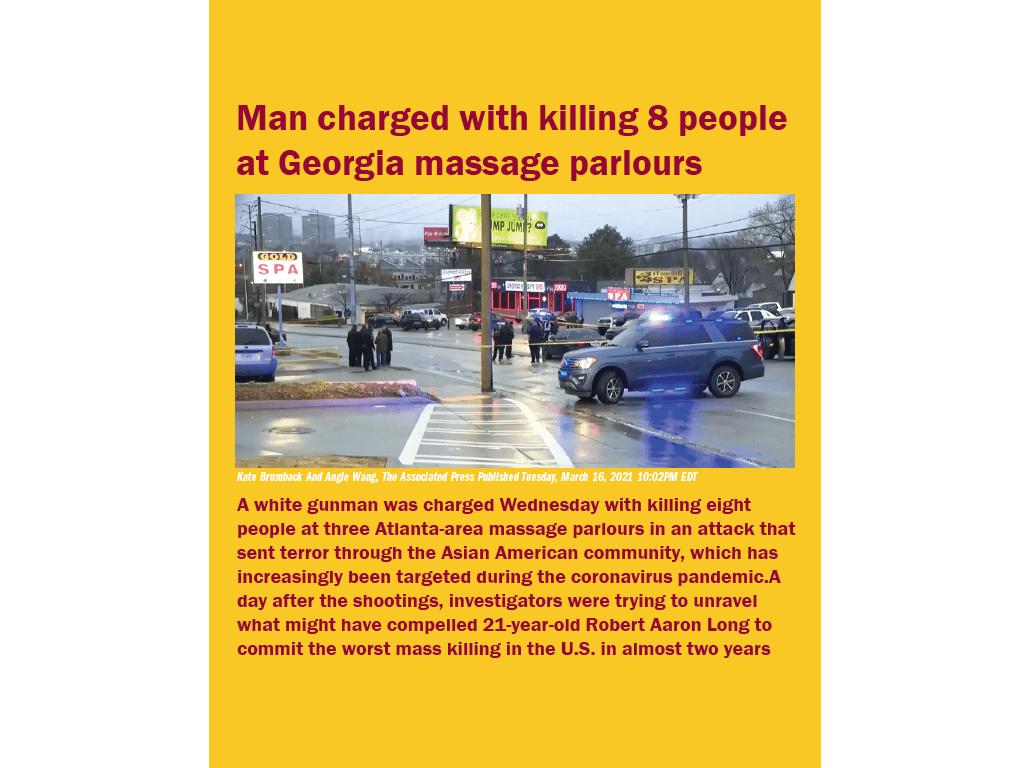 Man charged with killing 8 people
at Georgia massage parlours
GOLD
SPA
JUMP?
SPA
SPA
Kate Brumback And Angie Wang, The Associated Press Published Tuesday, March 16, 2021 10:02PM EDT
A white gunman was charged Wednesday with killing eight
people at three Atlanta-area massage parlours in an attack that
sent terror through the Asian American community, which has
increasingly been targeted during the coronavirus pandemic.A
day after the shootings, investigators were trying to unravel
what might have compelled 21-year-old Robert Aaron Long to
commit the worst mass killing in the U.S. in almost two years